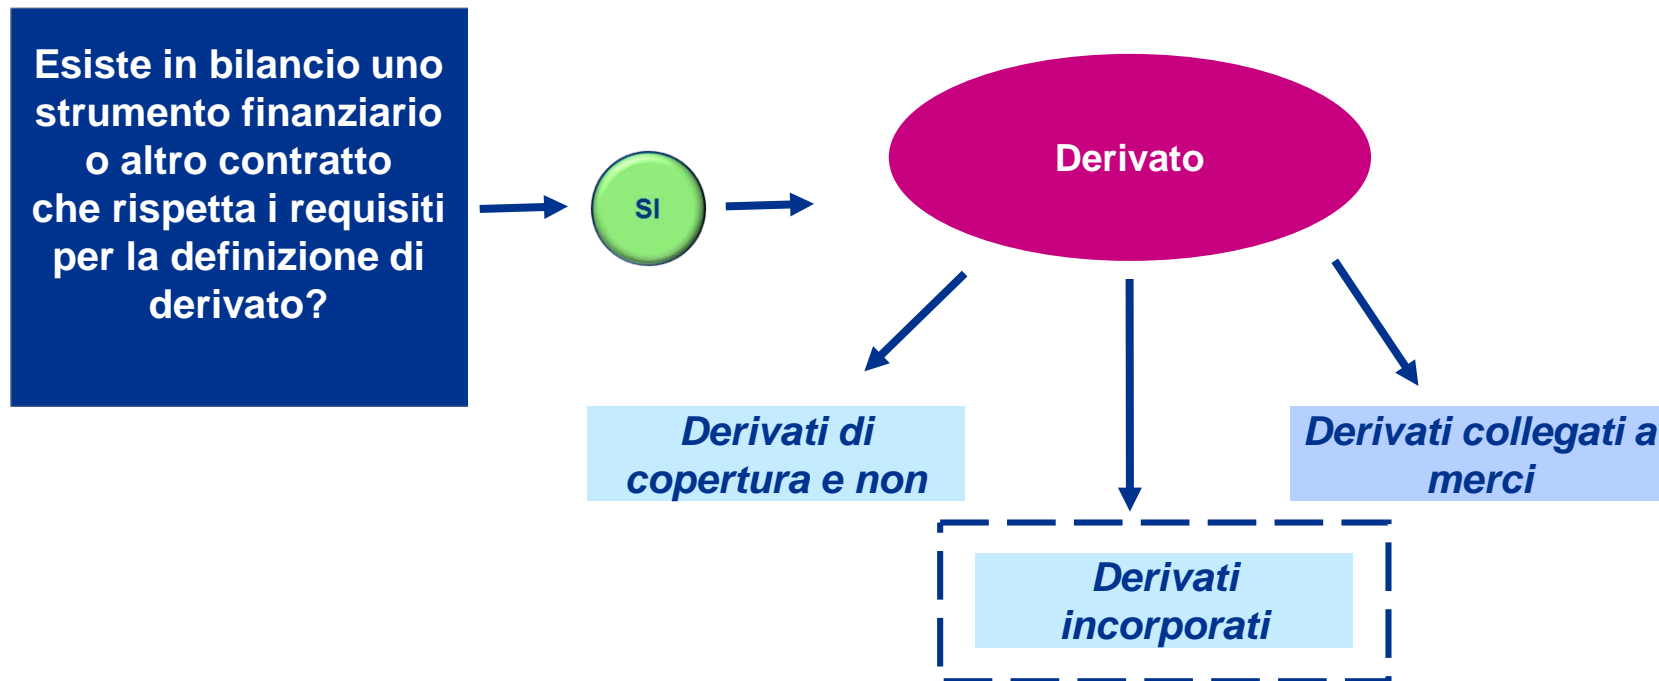 Esiste in bilancio uno
strumento finanziario
o altro contratto
che rispetta i requisiti
per la definizione di
derivato?
SI
Derivato
Derivati di
copertura e non
Derivati collegati a
merci
Derivati
incorporati